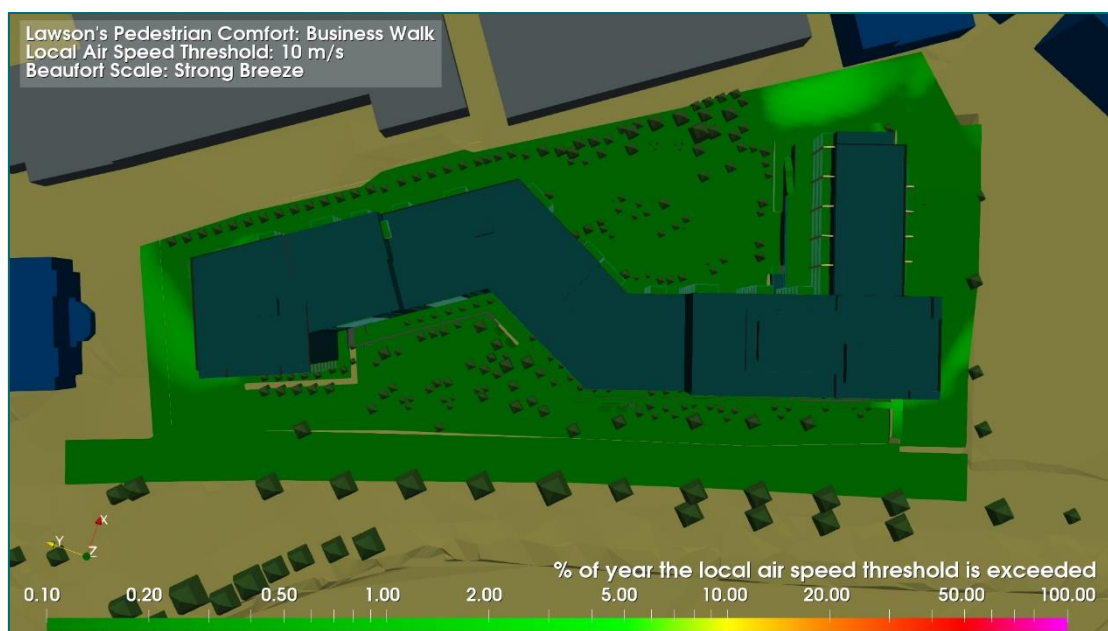 Lawson's Pedestrian Comfort: Business Walk
Local Air Speed Threshold: 10 m/s
Beaufort Scale: Strong Breeze
X
Y
Z
% of year the local air speed threshold is exceeded
0.10 0.20 0.50 1.00 2.00 5.00 10.00 20.00 50.00 100.00